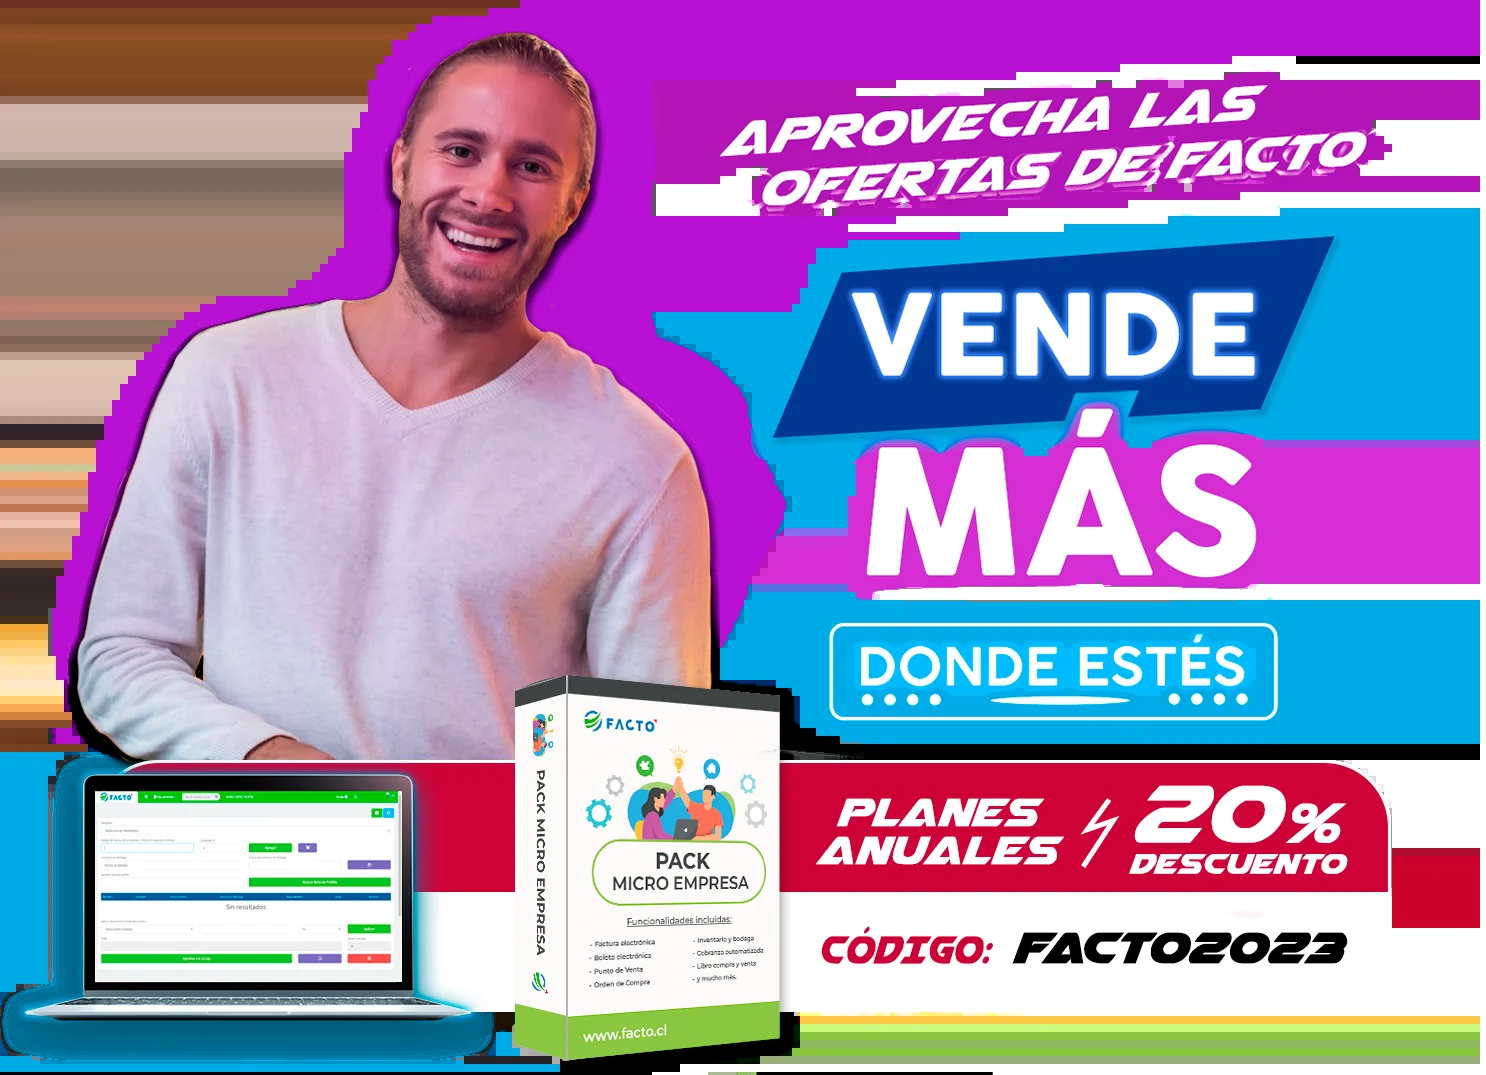 APROVECHA LAS
OFERTAS DE FACTO
VENDE
MÁS
DONDE ESTÉS
PLANES
ANUALES
20%
DESCUENTO
CÓDIGO: FACTO2023
FACTO
PACK
MICRO EMPRESA
Funcionalidades incluidas:
- Factura electrónica
- Boleta electrónica
- Punto de Venta
- Orden de Compra
- Inventario y bodega
- Cobranza automatizada
- Libro compra y venta
- y mucho más.
www.facto.cl
PACK MICRO EMPRESA
FACTO
Agregar
Sin resultados
Aplicar